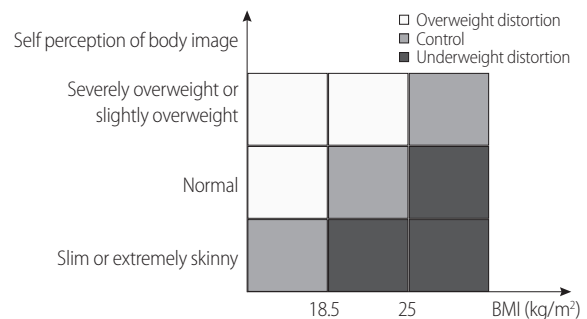 Self perception of body image
Overweight distortion
Control
Underweight distortion
Severely overweight or
slightly overweight
Normal
Slim or extremely skinny
18.5
25
BMI (kg/m²)